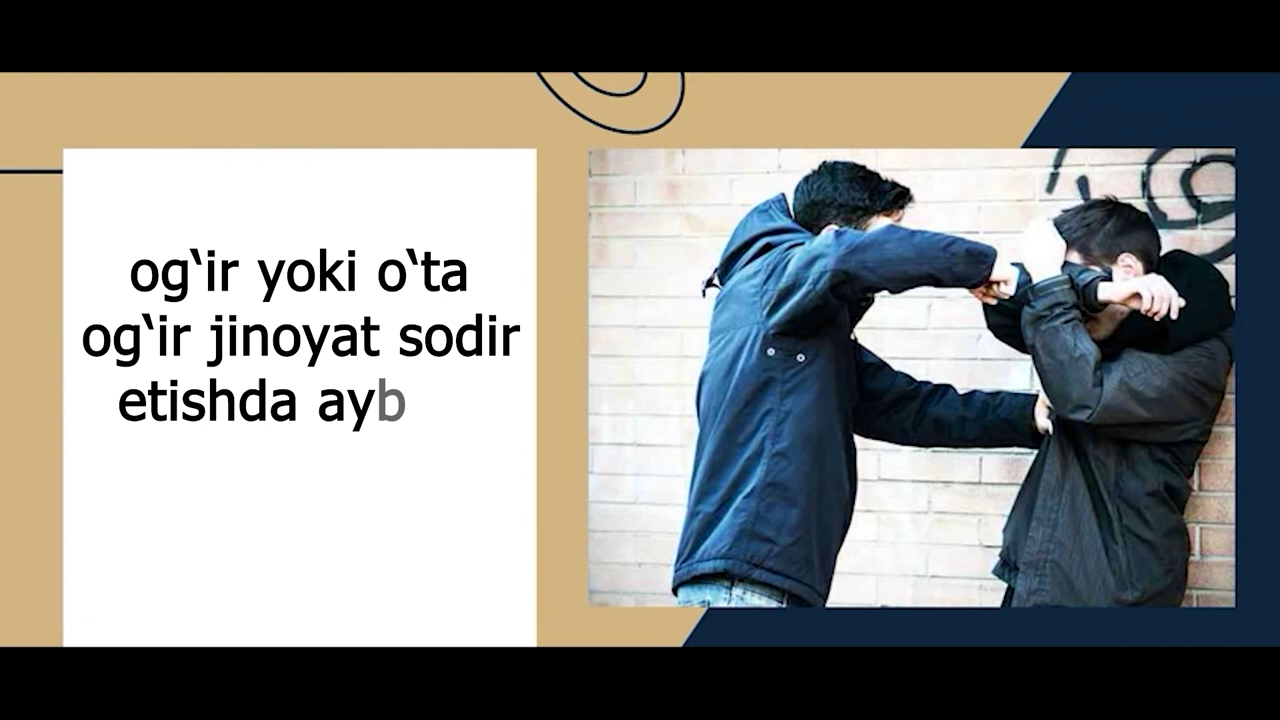 og‘ir yoki o‘ta
og‘ir jinoyat sodir
etishda ayb